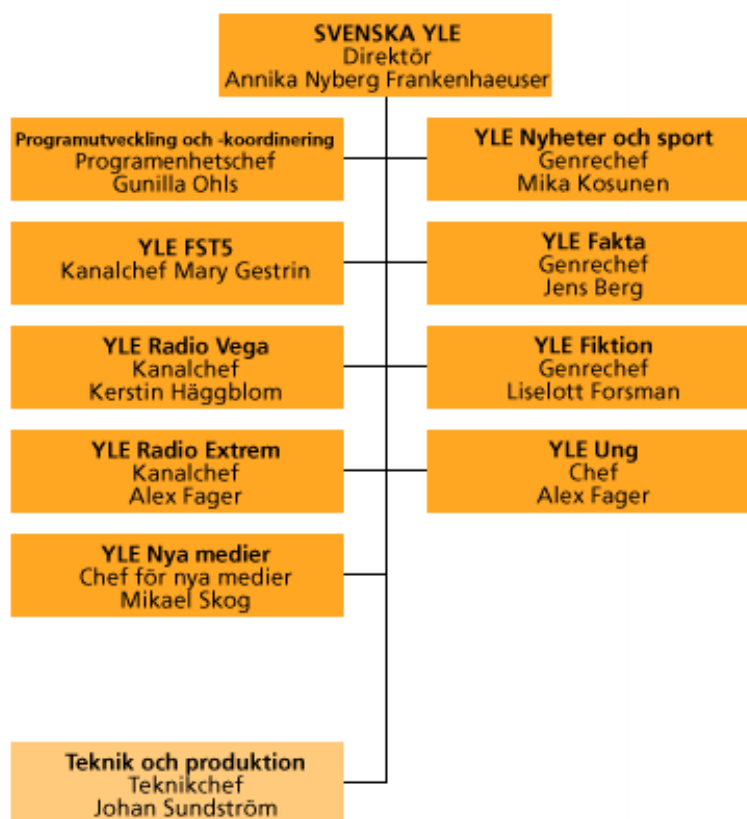 SVENSKA YLE
Direktör
Annika Nyberg Frankenhaeuser
Programutveckling och -koordinering
Programenhetschef
Gunilla Ohls
YLE Nyheter och sport
Genrechef
Mika Kosunen
YLE FST5
Kanalchef Mary Gestrin
YLE Fakta
Genrechef
Jens Berg
YLE Radio Vega
Kanalchef
Kerstin Häggblom
YLE Fiktion
Genrechef
Liselott Forsman
YLE Radio Extrem
Kanalchef
Alex Fager
YLE Ung
Chef
Alex Fager
YLE Nya medier
Chef för nya medier
Mikael Skog
Teknik och produktion
Teknikchef
Johan Sundström